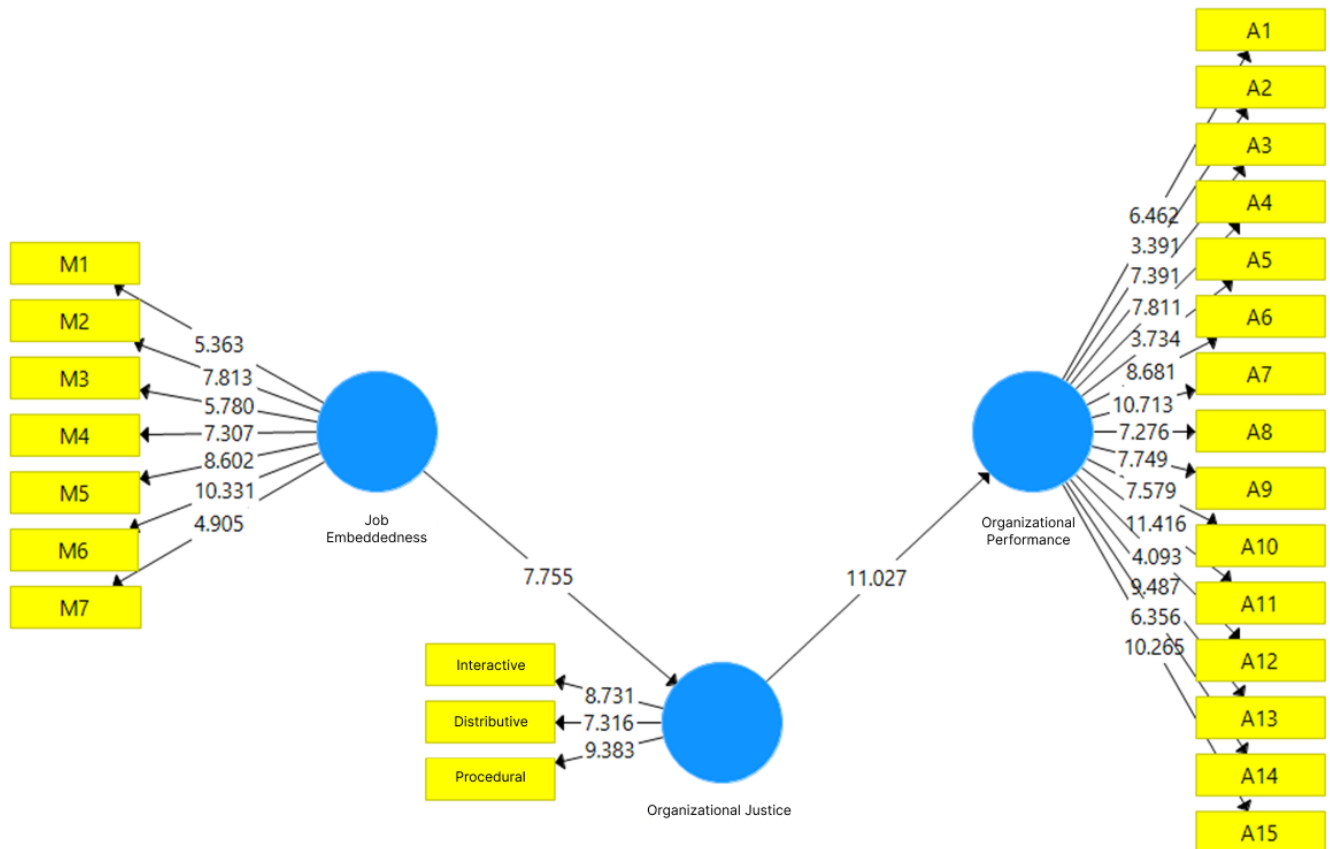 A1
A2
A3
A4
A5
A6
A7
A8
A9
A10
A11
A12
A13
A14
A15
6.462
3.391
7.391
7.811
3.734
8.681
10.713
7.276
7.749
7.579
11.416
4.093
9.487
6.356
10.265
M1
M2
M3
M4
M5
M6
M7
5.363
7.813
5.780
7.307
8.602
10.331
4.905
Job
Embeddedness
Organizational
Performance
7.755
11.027
Interactive
Distributive
Procedural
8.731
7.316
9.383
Organizational Justice